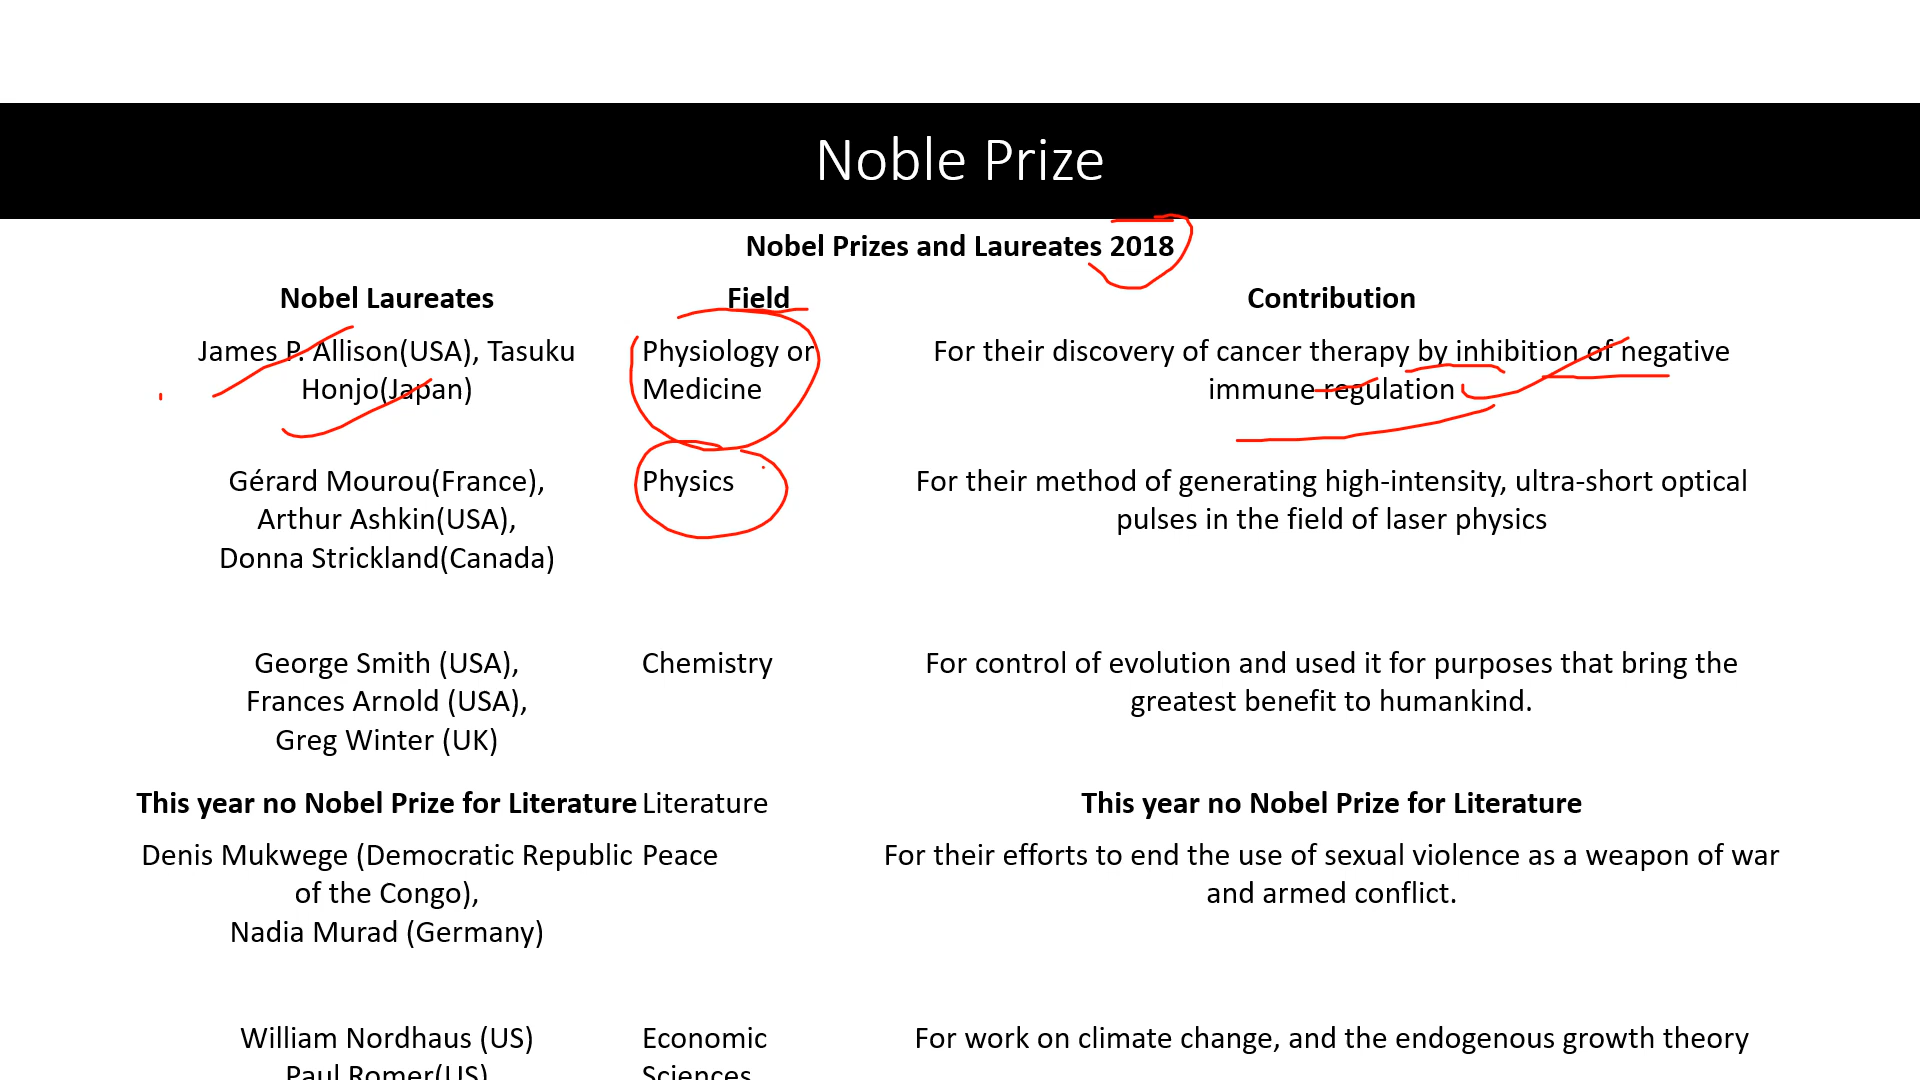 Noble Prize
Nobel Prizes and Laureates 2018
Nobel Laureates Field Contribution
James P. Allison(USA), Tasuku Physiology or For their discovery of cancer therapy by inhibition of negative
Honjo(Japan) Medicine immune regulation
Gérard Mourou(France), Physics For their method of generating high-intensity, ultra-short optical
Arthur Ashkin(USA), pulses in the field of laser physics
Donna Strickland(Canada)
George Smith (USA), Chemistry For control of evolution and used it for purposes that bring the
Frances Arnold (USA), greatest benefit to humankind.
Greg Winter (UK)
This year no Nobel Prize for Literature Literature This year no Nobel Prize for Literature
Denis Mukwege (Democratic Republic Peace For their efforts to end the use of sexual violence as a weapon of war
of the Congo), and armed conflict.
Nadia Murad (Germany)
William Nordhaus (US) Economic For work on climate change, and the endogenous growth theory
Paul Romer(US) Sciences